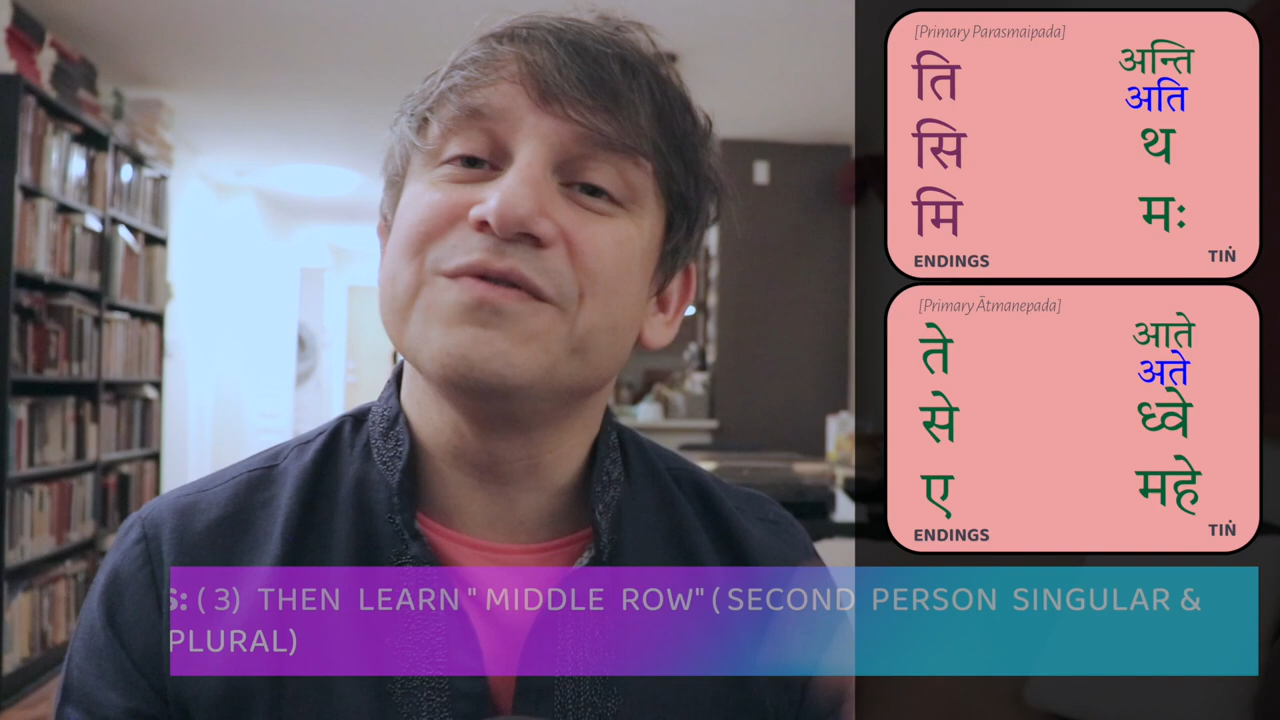 [Primary Parasmaipada]
ति अन्ति
अति
सि थ
मि मः
ENDINGS TIṄ
[Primary Ātmanepada]
ते आते
अते
से ध्वे
ए महे
ENDINGS TIṄ
S: (3) THEN LEARN "MIDDLE ROW" (SECOND PERSON SINGULAR &
PLURAL)